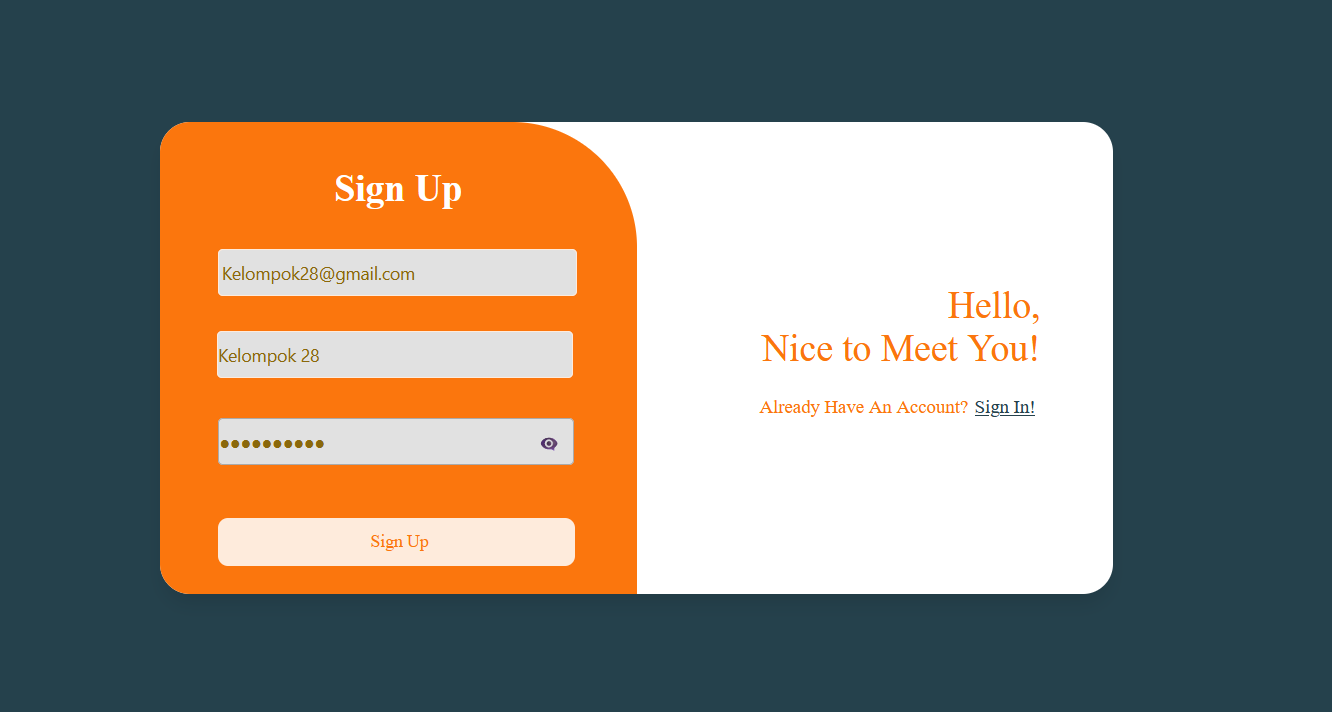 Sign Up
Kelompok28@gmail.com
Kelompok 28
●●●●●●●●●●
Sign Up
Hello,
Nice to Meet You!
Already Have An Account? Sign In!